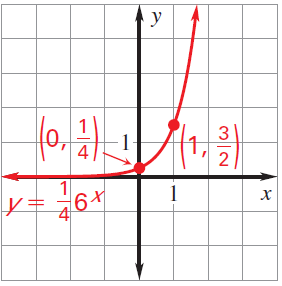 y
(0, 1/4)
1
(1, 3/2)
y = 1/4 6^x
1
x